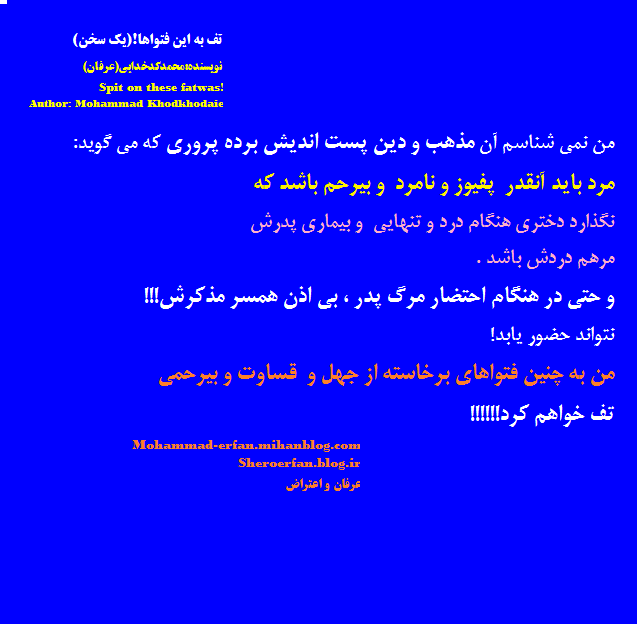 تف به این فتواها!(یک سخن)
نویسنده:محمدکدخدایی(عرفان)
Spit on these fatwas!
Author: Mohammad Khodkhodaie
من نمی شناسم آن مذهب و دین پست اندیش برده پروری که می گوید:
مرد باید آنقدر پفیوز و نامرد و بیرحم باشد که
نگذارد دختری هنگام درد و تنهایی و بیماری پدرش
مرهم دردش باشد .
و حتی در هنگام احتضار مرگ پدر ، بی اذن همسر مذکرش!!!
نتواند حضور یابد!
من به چنین فتواهای برخاسته از جهل و قساوت و بیرحمی
تف خواهم کرد!!!!!!
Mohammad-erfan.mihanblog.com
Sheroerfan.blog.ir
عرفان و اعتراض